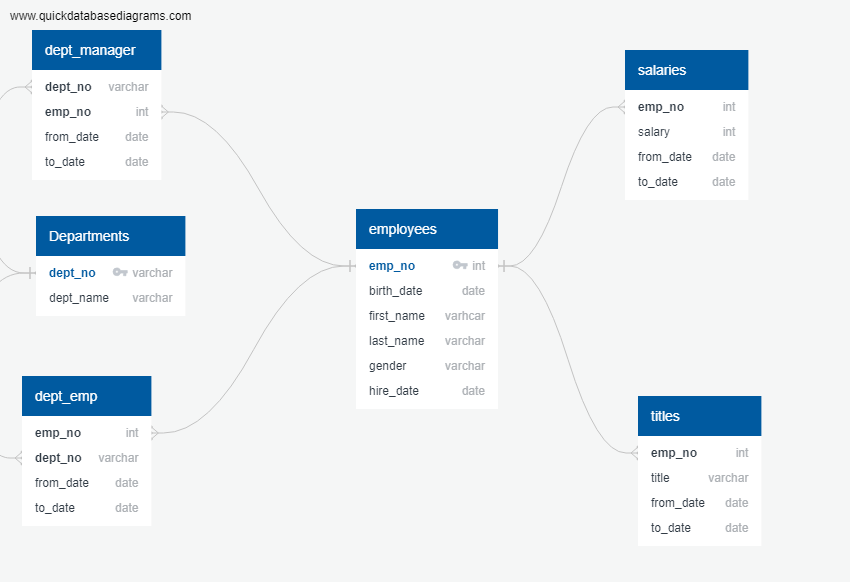 www.quickdatabasediagrams.com
dept_manager
dept_no varchar
emp_no int
from_date date
to_date date
Departments
dept_no varchar
dept_name varchar
dept_emp
emp_no int
dept_no varchar
from_date date
to_date date
employees
emp_no int
birth_date date
first_name varhcar
last_name varchar
gender varchar
hire_date date
salaries
emp_no int
salary int
from_date date
to_date date
titles
emp_no int
title varchar
from_date date
to_date date